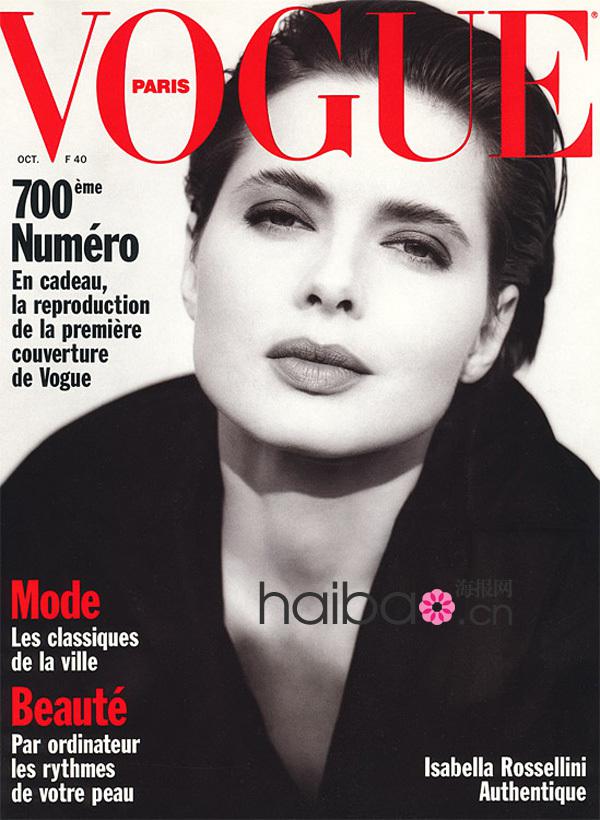 VOGUE
PARIS
OCT. F 40
700ème
Numéro
En cadeau,
la reproduction
de la première
couverture
de Vogue
Mode
Les classiques
de la ville
Beauté
Par ordinateur
les rythmes
de votre peau
海报网
haibao.cn
Isabella Rossellini
Authentique